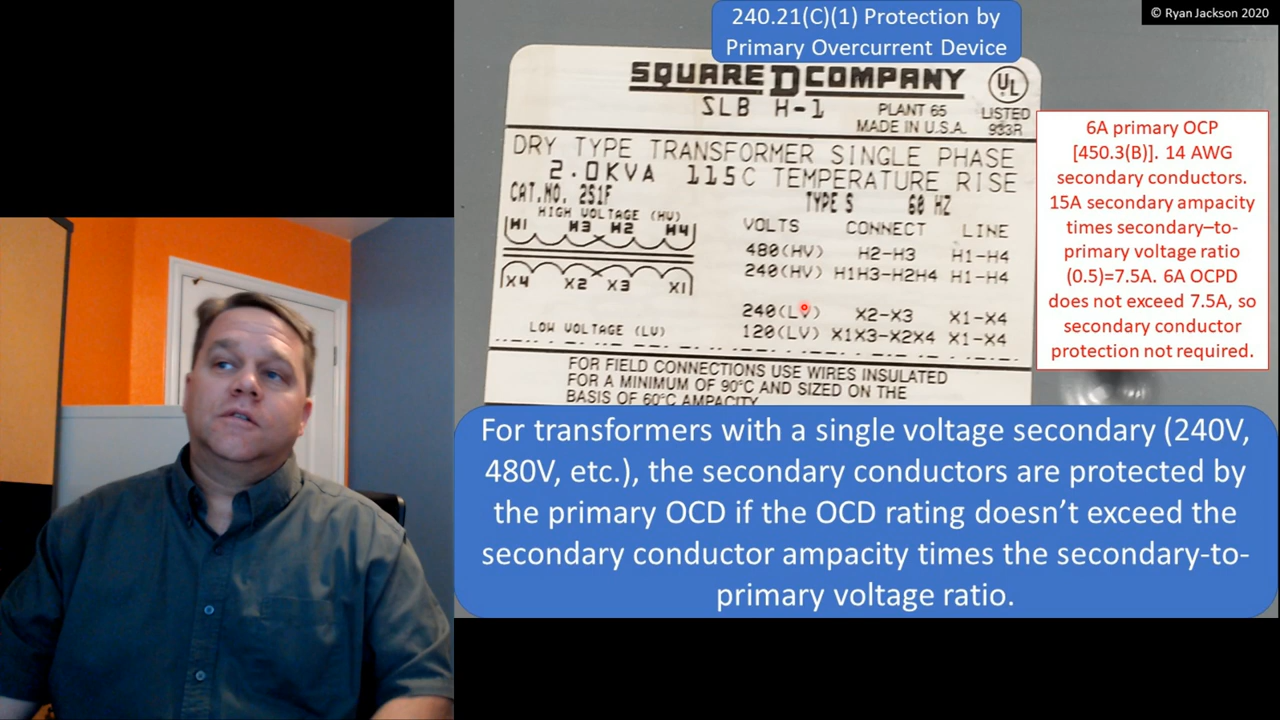 © Ryan Jackson 2020
240.21(C)(1) Protection by
Primary Overcurrent Device
SQUARE D COMPANY
UL
SLB H-1
PLANT 65
LISTED
MADE IN U.S.A.
933R
DRY TYPE TRANSFORMER SINGLE PHASE
2.0KVA 115C TEMPERATURE RISE
CAT.NO. 2S1F
TYPE S 60 HZ
HIGH VOLTAGE (HV)
H1 H3 H2 H4
X4 X2 X3 X1
LOW VOLTAGE (LV)
VOLTS CONNECT LINE
480(HV) H2-H3 H1-H4
240(HV) H1H3-H2H4 H1-H4
240(LV) X2-X3 X1-X4
120(LV) X1X3-X2X4 X1-X4
FOR FIELD CONNECTIONS USE WIRES INSULATED
FOR A MINIMUM OF 90°C AND SIZED ON THE
BASIS OF 60°C AMPACITY
6A primary OCP
[450.3(B)]. 14 AWG
secondary conductors.
15A secondary ampacity
times secondary–to-
primary voltage ratio
(0.5)=7.5A. 6A OCPD
does not exceed 7.5A, so
secondary conductor
protection not required.
For transformers with a single voltage secondary (240V,
480V, etc.), the secondary conductors are protected by
the primary OCD if the OCD rating doesn’t exceed the
secondary conductor ampacity times the secondary-to-
primary voltage ratio.